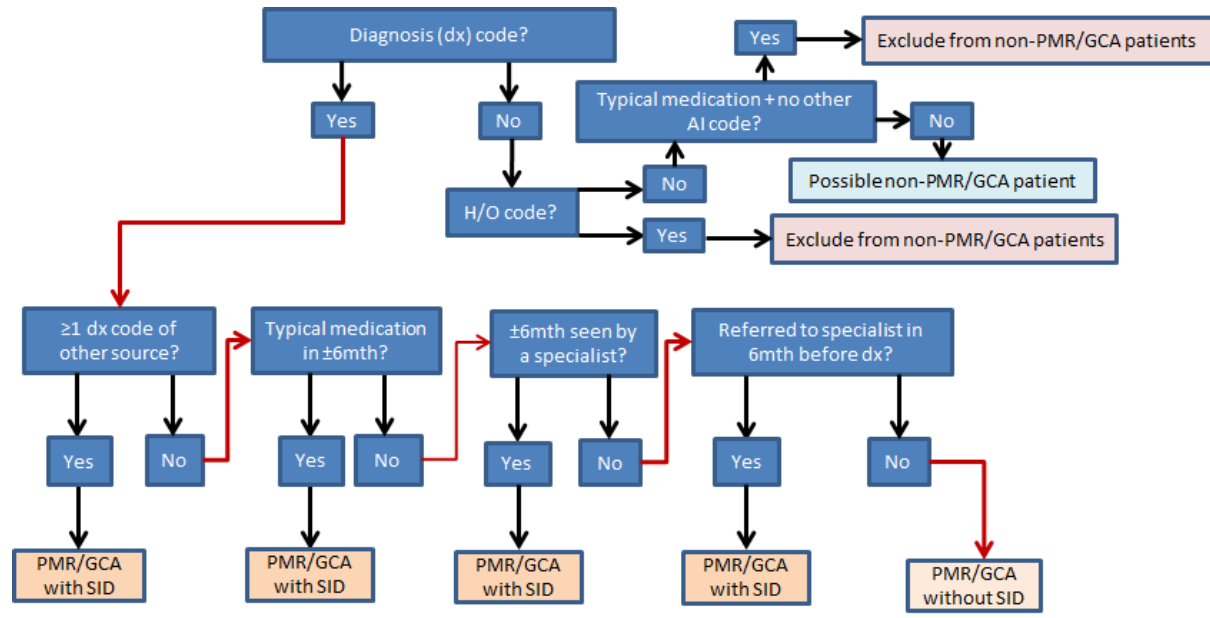 Diagnosis (dx) code?
Yes
No
Yes
Exclude from non-PMR/GCA patients
Typical medication + no other
AI code?
No
Possible non-PMR/GCA patient
H/O code?
No
Yes
Exclude from non-PMR/GCA patients
≥1 dx code of
other source?
Typical medication
in ±6mth?
±6mth seen by
a specialist?
Referred to specialist in
6mth before dx?
Yes
No
Yes
No
Yes
No
Yes
No
PMR/GCA
with SID
PMR/GCA
with SID
PMR/GCA
with SID
PMR/GCA
with SID
PMR/GCA
without SID